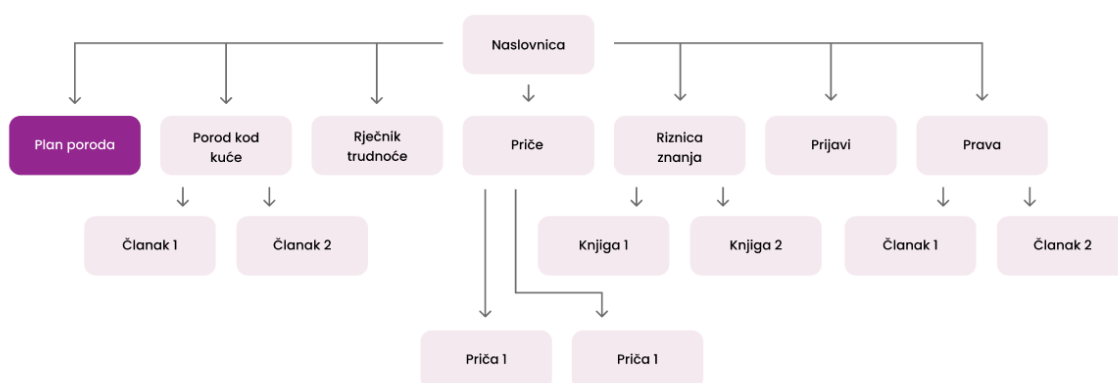 Naslovnica
Plan poroda
Porod kod
kuće
Rječnik
trudnoće
Priče
Riznica
znanja
Prijavi
Prava
Članak 1
Članak 2
Knjiga 1
Knjiga 2
Članak 1
Članak 2
Priča 1
Priča 1